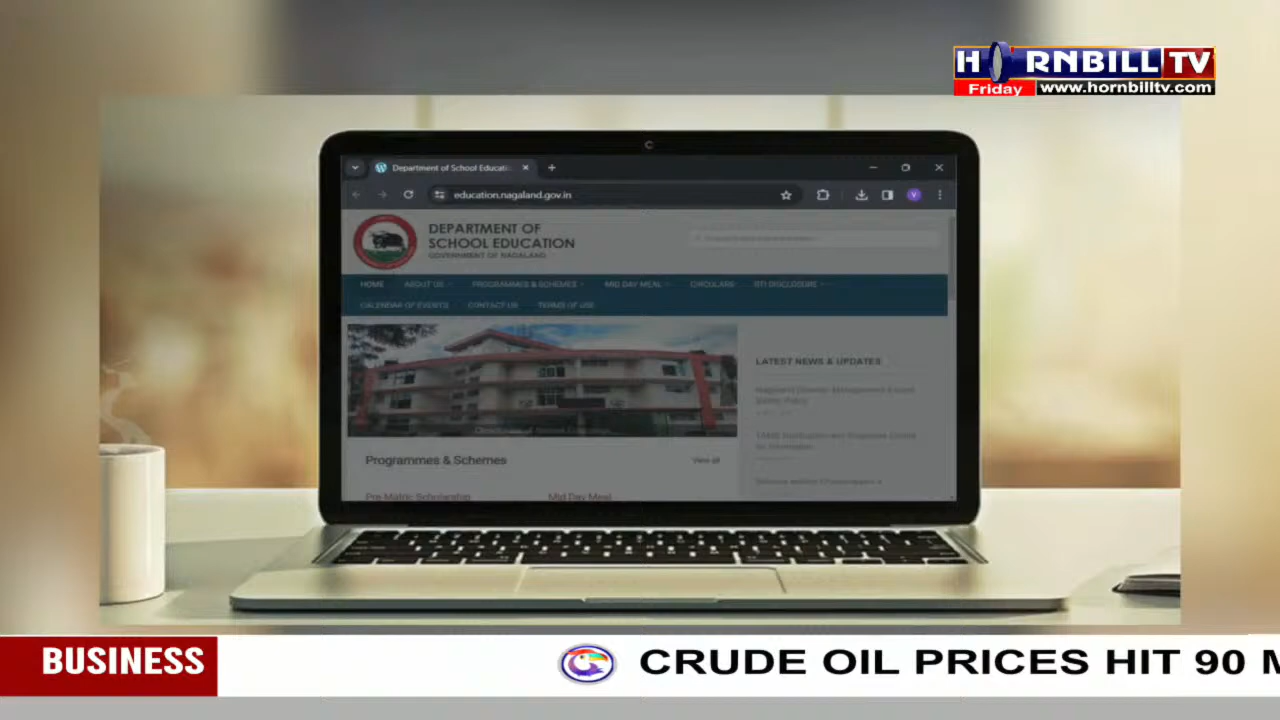 HORNBILL TV
Friday www.hornbilltv.com
Department of School Educati
education.nagaland.gov.in
V
DEPARTMENT OF
SCHOOL EDUCATION
GOVERNMENT OF NAGALAND
HOME ABOUT US PROGRAMMES & SCHEMES MID DAY MEAL CIRCULARS RTI DISCLOSURE
CALENDAR OF EVENTS CONTACT US TERMS OF USE
LATEST NEWS & UPDATES
Programmes & Schemes View all
Pre-Matric Scholarship Mid Day Meal
BUSINESS CRUDE OIL PRICES HIT 90 M